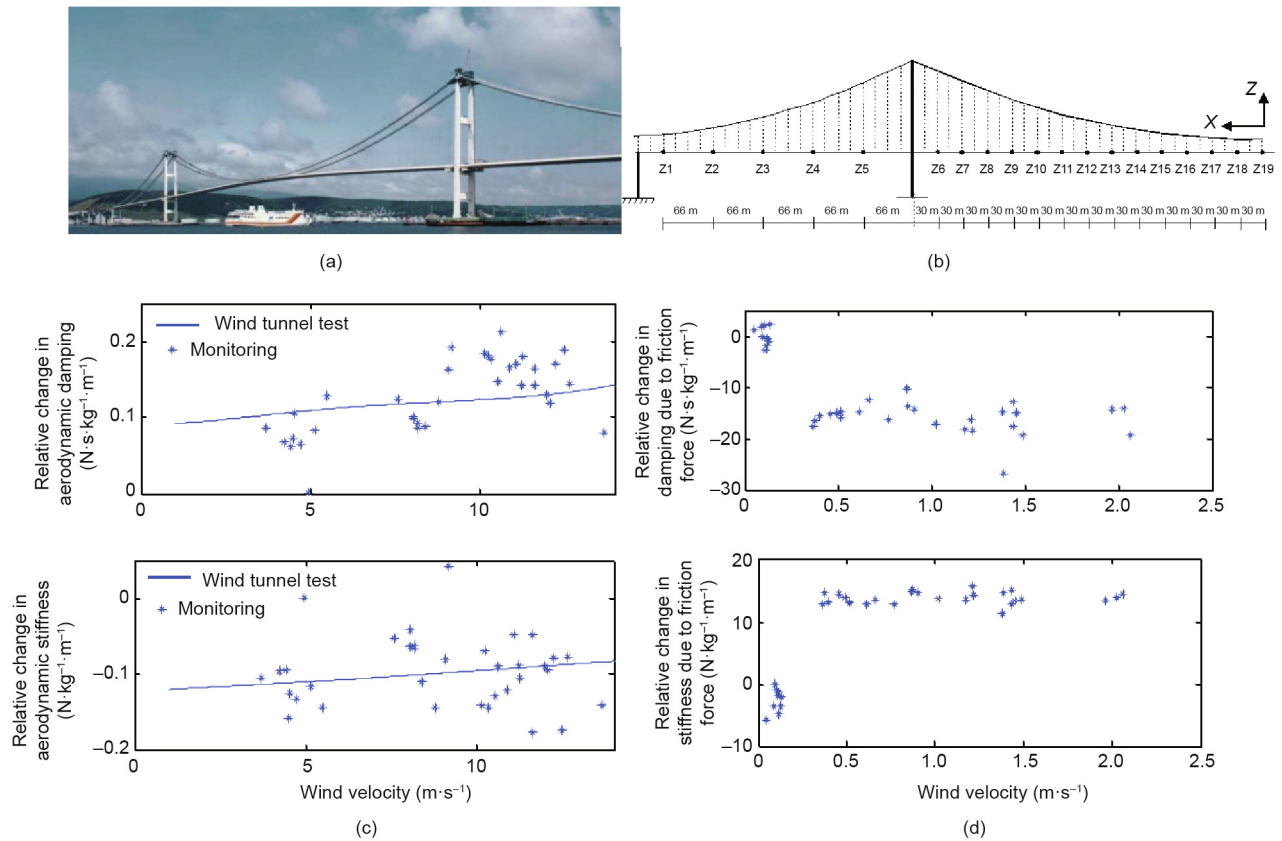 (a)
Z
X
Z1 Z2 Z3 Z4 Z5 Z6 Z7 Z8 Z9 Z10 Z11 Z12 Z13 Z14 Z15 Z16 Z17 Z18 Z19
66 m 66 m 66 m 66 m 66 m 30 m 30 m 30 m 30 m 30 m 30 m 30 m 30 m 30 m 30 m 30 m 30 m 30 m 30 m
(b)
Relative change in
aerodynamic damping
(N·s·kg⁻¹·m⁻¹)
Wind tunnel test
Monitoring
0.2
0.1
0
0 5 10
Relative change in
aerodynamic stiffness
(N·kg⁻¹·m⁻¹)
Wind tunnel test
Monitoring
0
–0.1
–0.2
0 5 10
Wind velocity (m·s⁻¹)
(c)
Relative change in
damping due to friction
force (N·s·kg⁻¹·m⁻¹)
0
–10
–20
–30
0 0.5 1.0 1.5 2.0 2.5
Relative change in
stiffness due to friction
force (N·kg⁻¹·m⁻¹)
20
10
0
–10
0 0.5 1.0 1.5 2.0 2.5
Wind velocity (m·s⁻¹)
(d)